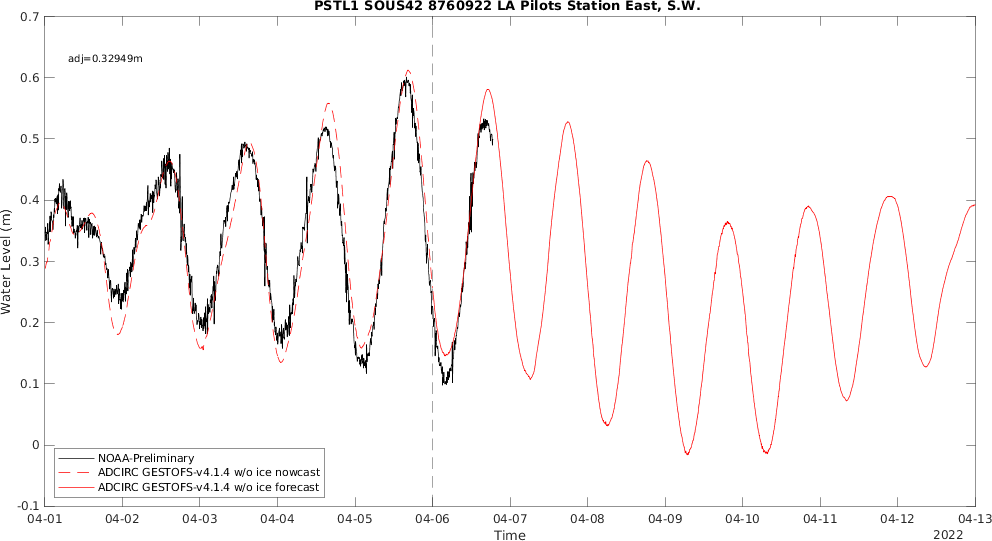 PSTL1 SOUS42 8760922 LA Pilots Station East, S.W.
0.7
adj=0.32949m
0.6
0.5
0.4
0.3
0.2
0.1
0
-0.1
Water Level (m)
NOAA-Preliminary
ADCIRC GESTOFS-v4.1.4 w/o ice nowcast
ADCIRC GESTOFS-v4.1.4 w/o ice forecast
04-01 04-02 04-03 04-04 04-05 04-06 04-07 04-08 04-09 04-10 04-11 04-12 04-13
Time
2022